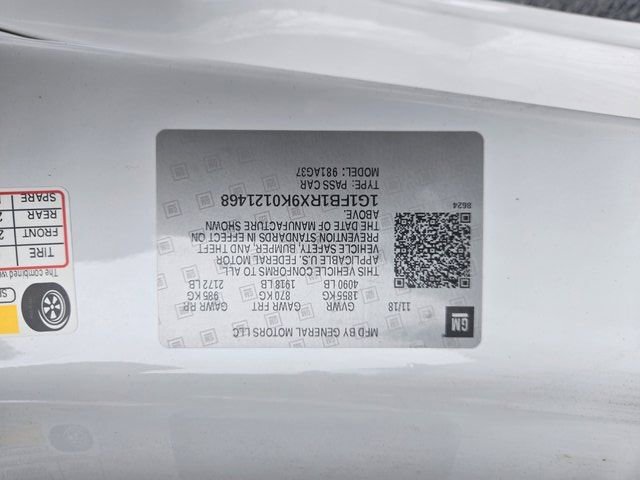 MFD BY GENERAL MOTORS LLC
GM
11/18
GVWR GAWR FRT GAWR RR
1855 KG 870 KG 985 KG
4090 LB 1918 LB 2172 LB
THIS VEHICLE CONFORMS TO ALL
APPLICABLE U.S. FEDERAL MOTOR
VEHICLE SAFETY, BUMPER, AND THEFT
PREVENTION STANDARDS IN EFFECT ON
THE DATE OF MANUFACTURE SHOWN
ABOVE.
1G1FB1RX9K0121468
TYPE: PASS CAR
MODEL: 981AG37
8624
The combined
TIRE
FRONT
REAR
SPARE